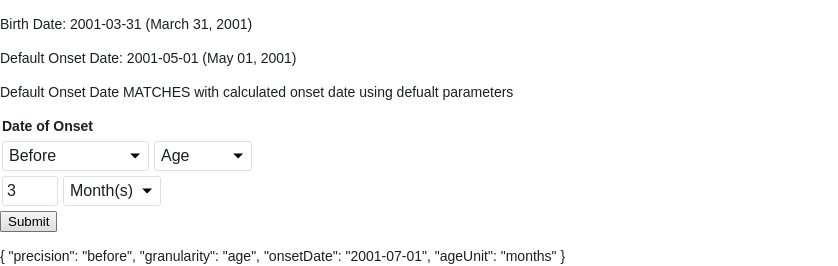 Birth Date: 2001-03-31 (March 31, 2001)
Default Onset Date: 2001-05-01 (May 01, 2001)
Default Onset Date MATCHES with calculated onset date using defualt parameters
Date of Onset
Before Age
3 Month(s)
Submit
{ "precision": "before", "granularity": "age", "onsetDate": "2001-07-01", "ageUnit": "months" }